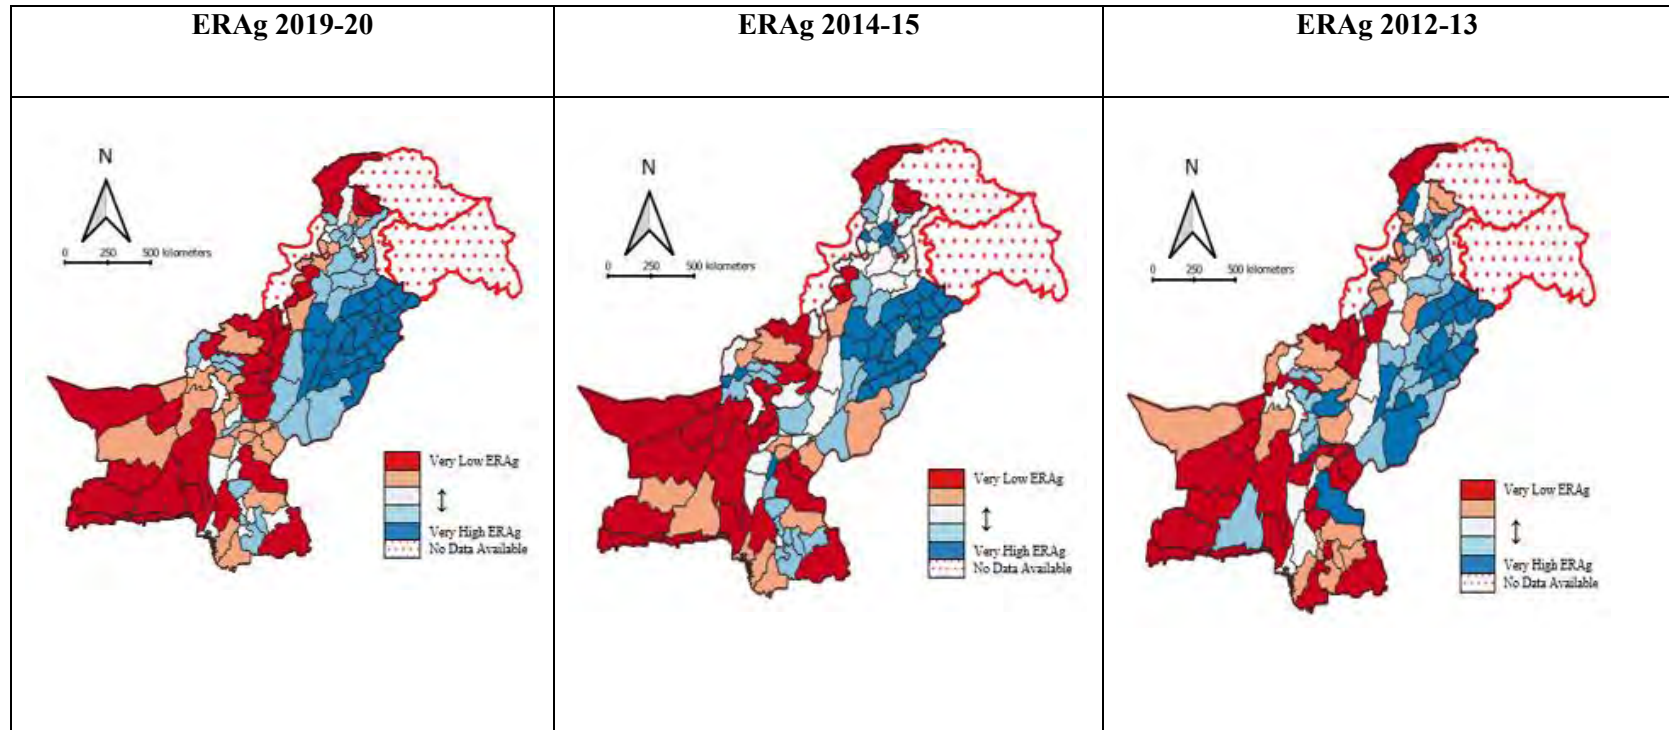 ERAg 2019-20
ERAg 2014-15
ERAg 2012-13
N
0 250 500 kilometers
Very Low ERAg
↕
Very High ERAg
No Data Available
N
0 250 500 kilometers
Very Low ERAg
↕
Very High ERAg
No Data Available
N
0 250 500 kilometers
Very Low ERAg
↕
Very High ERAg
No Data Available